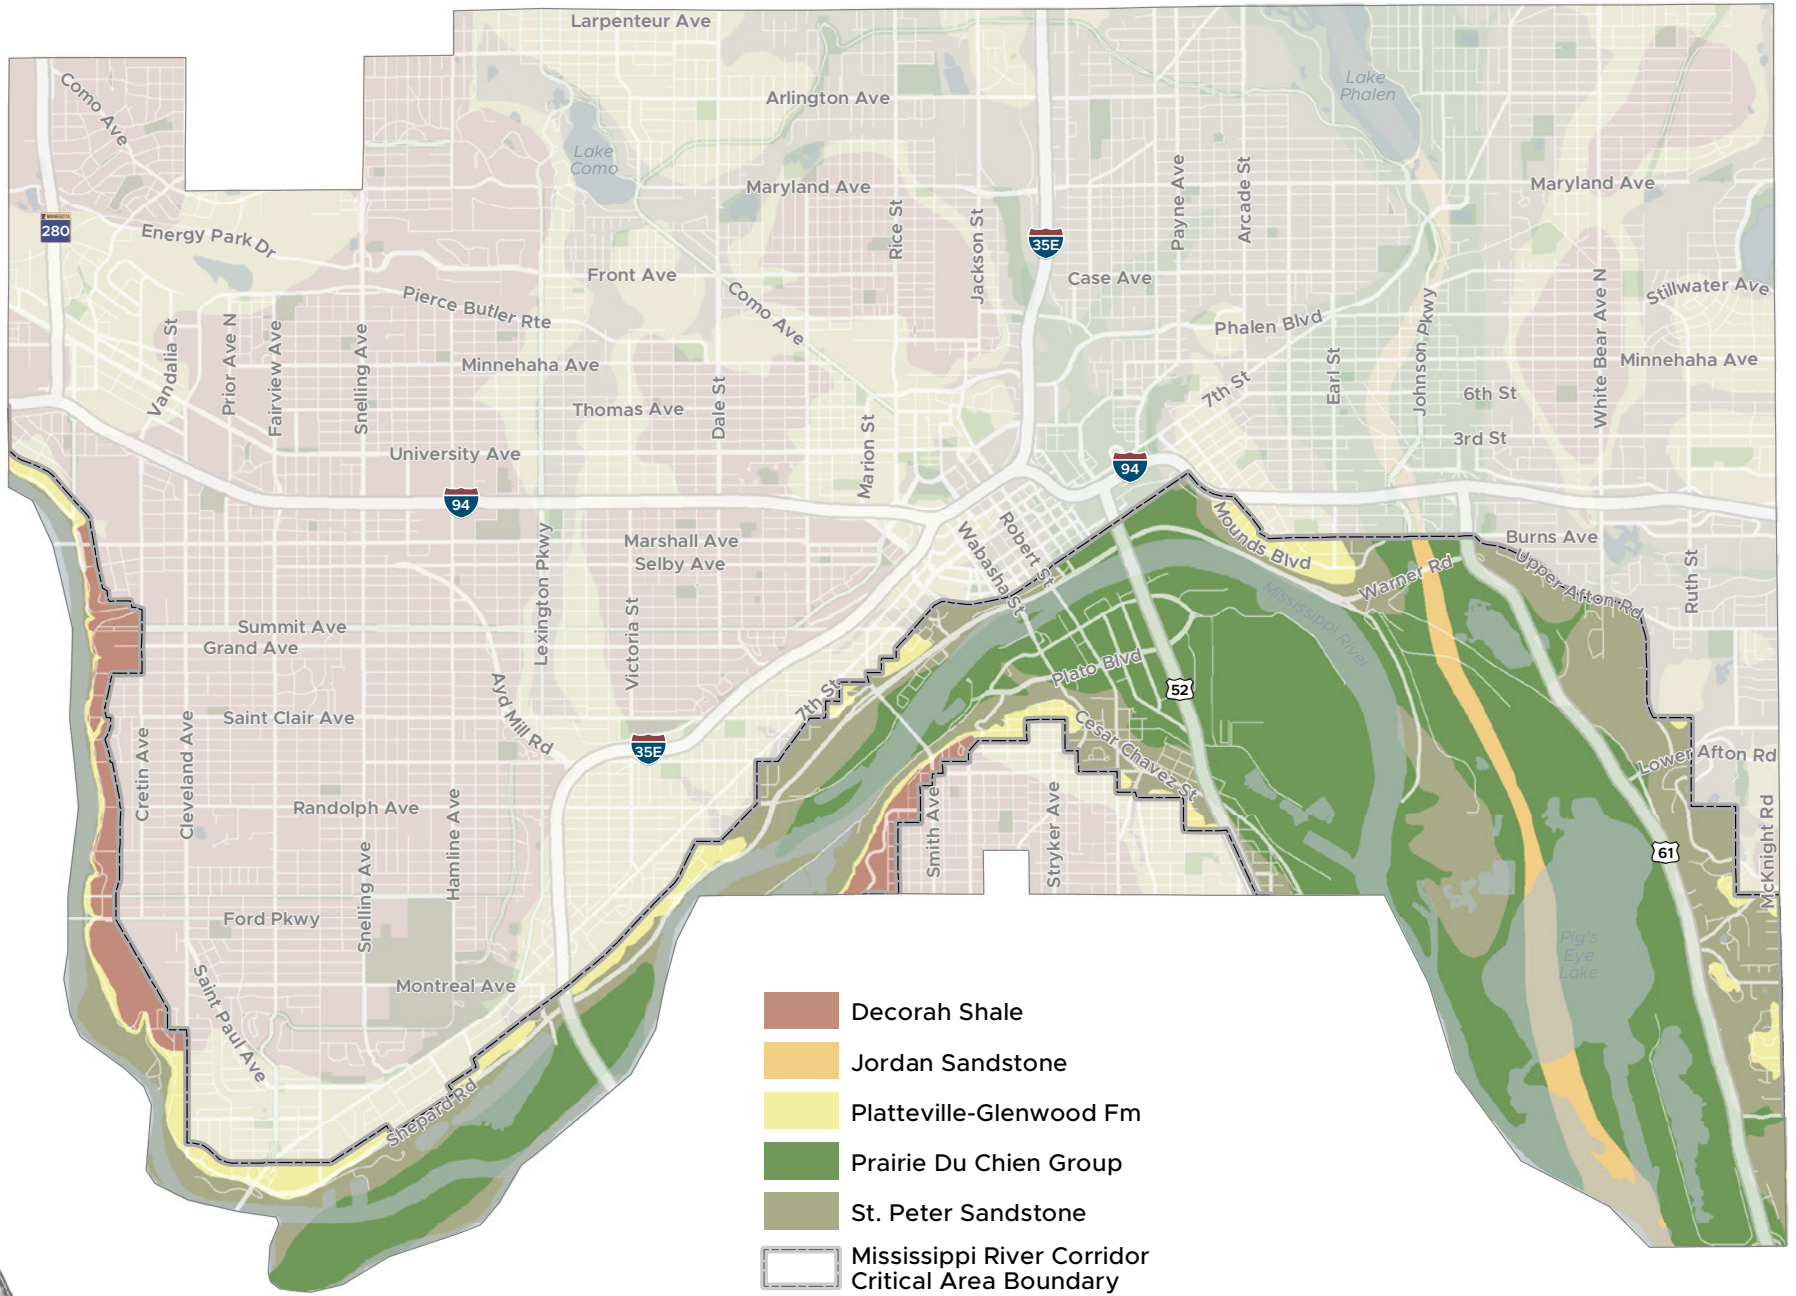 Larpenteur Ave
Como Ave
Arlington Ave
Lake
Phalen
Lake
Como
Maryland Ave
Maryland Ave
Rice St
Jackson St
Payne Ave
Arcade St
MINNESOTA
280
Energy Park Dr
35E
Front Ave
Case Ave
Como Ave
Pierce Butler Rte
Stillwater Ave
White Bear Ave N
Phalen Blvd
Johnson Pkwy
Vandalia St
Prior Ave N
Fairview Ave
Snelling Ave
Minnehaha Ave
Minnehaha Ave
Earl St
7th St
6th St
Thomas Ave
Dale St
Marion St
3rd St
University Ave
94
94
Robert St
Wabasha St
Mounds Blvd
Burns Ave
Marshall Ave
Selby Ave
Lexington Pkwy
Upper Afton Rd
Ruth St
Warner Rd
Mississippi River
Summit Ave
Grand Ave
Victoria St
Plato Blvd
52
7th St
Ayd Mill Rd
Saint Clair Ave
Cretin Ave
Cleveland Ave
35E
Cesar Chavez St
Lower Afton Rd
Randolph Ave
Hamline Ave
Smith Ave
Stryker Ave
McKnight Rd
61
Snelling Ave
Ford Pkwy
Pig's
Eye
Lake
Saint Paul Ave
Montreal Ave
Shepard Rd
Decorah Shale
Jordan Sandstone
Platteville-Glenwood Fm
Prairie Du Chien Group
St. Peter Sandstone
Mississippi River Corridor
Critical Area Boundary